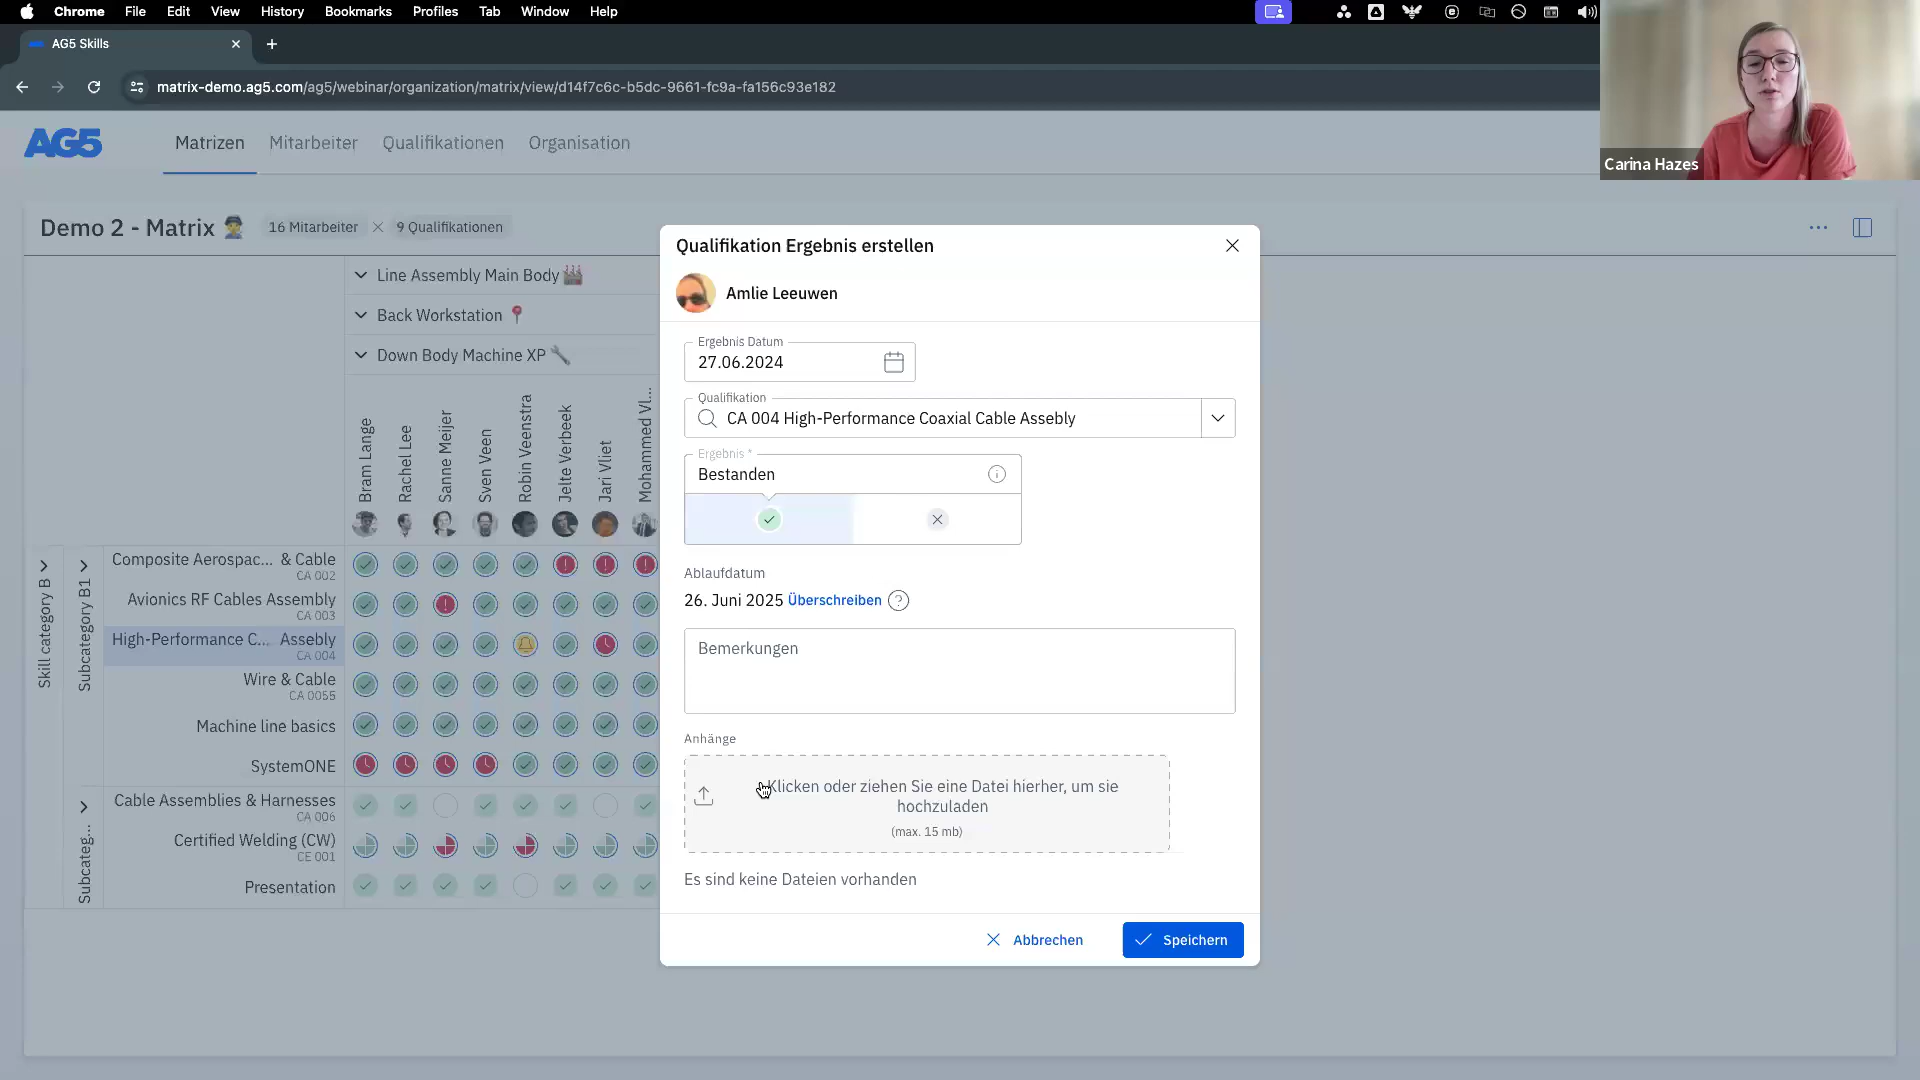 Chrome File Edit View History Bookmarks Profiles Tab Window Help
AG5 Skills
matrix-demo.ag5.com/ag5/webinar/organization/matrix/view/d14f7c6c-b5dc-9661-fc9a-fa156c93e182
Carina Hazes
AG5 Matrizen Mitarbeiter Qualifikationen Organisation
Demo 2 - Matrix 16 Mitarbeiter 9 Qualifikationen
Line Assembly Main Body
Back Workstation
Down Body Machine XP
Bram Lange
Rachel Lee
Sanne Meijer
Sven Veen
Robin Veenstra
Jelte Verbeek
Jari Vliet
Mohammed Vl...
Skill category B
Subcategory B1
Composite Aerospac... & Cable
CA 002
Avionics RF Cables Assembly
CA 003
High-Performance C... Assebly
CA 004
Wire & Cable
CA 0055
Machine line basics
SystemONE
Subcateg...
Cable Assemblies & Harnesses
CA 006
Certified Welding (CW)
CE 001
Presentation
Qualifikation Ergebnis erstellen
Amlie Leeuwen
Ergebnis Datum
27.06.2024
Qualifikation
CA 004 High-Performance Coaxial Cable Assebly
Ergebnis *
Bestanden
Ablaufdatum
26. Juni 2025 Überschreiben
Bemerkungen
Anhänge
Klicken oder ziehen Sie eine Datei hierher, um sie
hochzuladen
(max. 15 mb)
Es sind keine Dateien vorhanden
Abbrechen Speichern